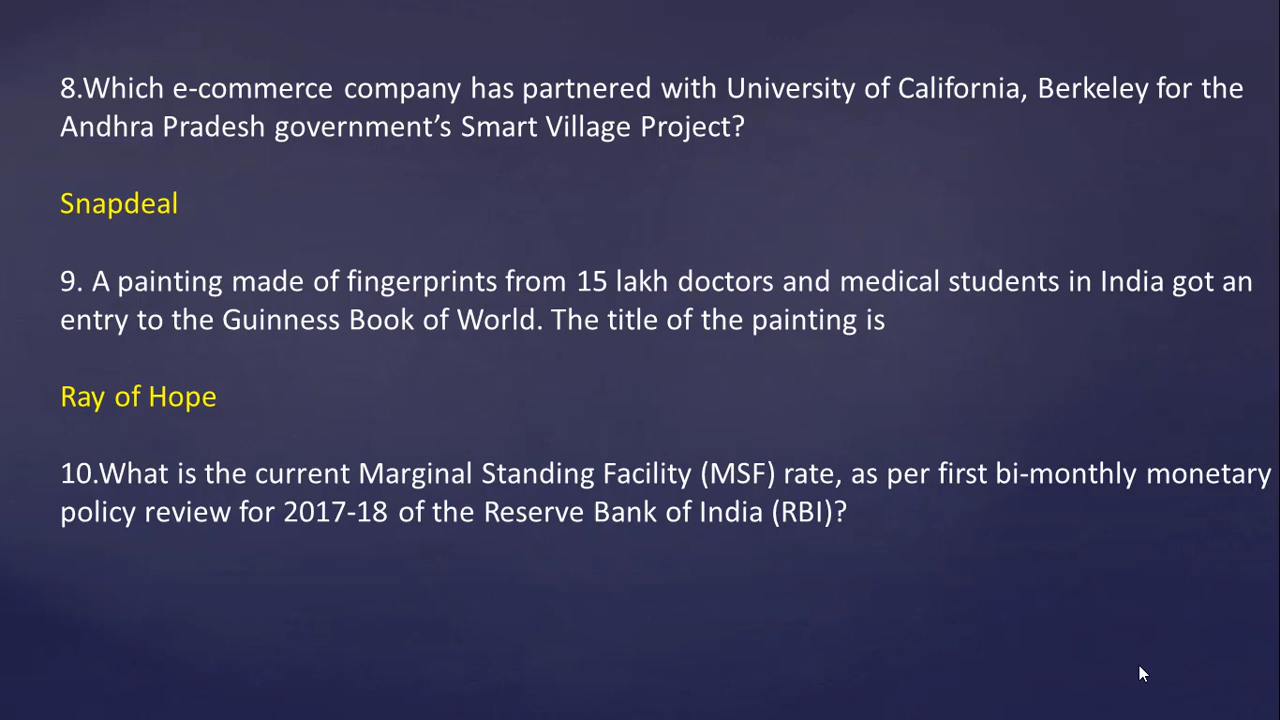 8.Which e-commerce company has partnered with University of California, Berkeley for the
Andhra Pradesh government’s Smart Village Project?
Snapdeal
9. A painting made of fingerprints from 15 lakh doctors and medical students in India got an
entry to the Guinness Book of World. The title of the painting is
Ray of Hope
10.What is the current Marginal Standing Facility (MSF) rate, as per first bi-monthly monetary
policy review for 2017-18 of the Reserve Bank of India (RBI)?